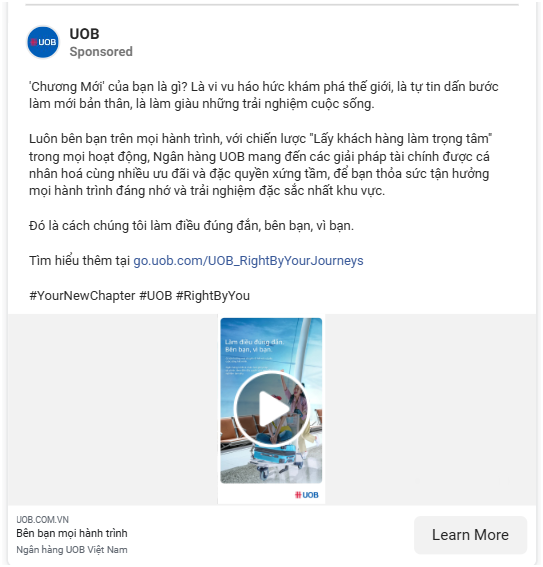 UOB
UOB
Sponsored
'Chương Mới' của bạn là gì? Là vi vu háo hức khám phá thế giới, là tự tin dấn bước
làm mới bản thân, là làm giàu những trải nghiệm cuộc sống.
Luôn bên bạn trên mọi hành trình, với chiến lược "Lấy khách hàng làm trọng tâm"
trong mọi hoạt động, Ngân hàng UOB mang đến các giải pháp tài chính được cá
nhân hoá cùng nhiều ưu đãi và đặc quyền xứng tầm, để bạn thỏa sức tận hưởng
mọi hành trình đáng nhớ và trải nghiệm đặc sắc nhất khu vực.
Đó là cách chúng tôi làm điều đúng đắn, bên bạn, vì bạn.
Tìm hiểu thêm tại go.uob.com/UOB_RightByYourJourneys
#YourNewChapter #UOB #RightByYou
Làm điều đúng đắn.
Bên bạn, vì bạn.
UOB
UOB.COM.VN
Bên bạn mọi hành trình
Ngân hàng UOB Việt Nam
Learn More